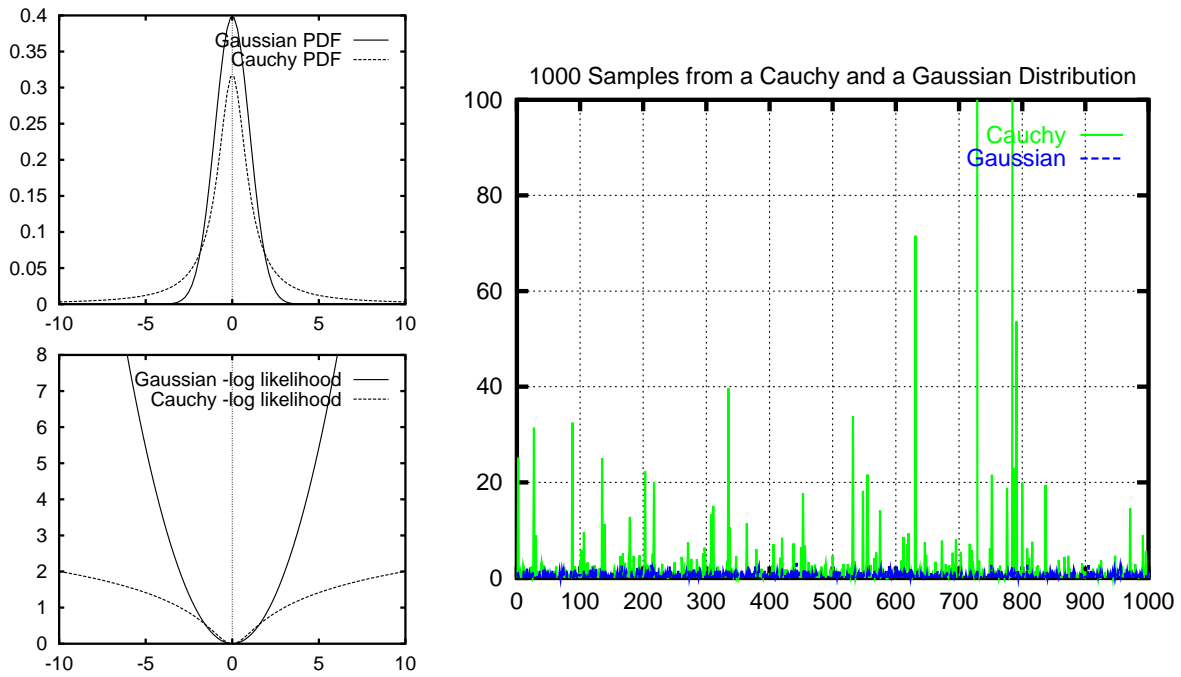 0.4
0.35
0.3
0.25
0.2
0.15
0.1
0.05
0
-10 -5 0 5 10
Gaussian PDF
Cauchy PDF
8
7
6
5
4
3
2
1
0
-10 -5 0 5 10
Gaussian -log likelihood
Cauchy -log likelihood
1000 Samples from a Cauchy and a Gaussian Distribution
100
80
60
40
20
0
0 100 200 300 400 500 600 700 800 900 1000
Cauchy
Gaussian